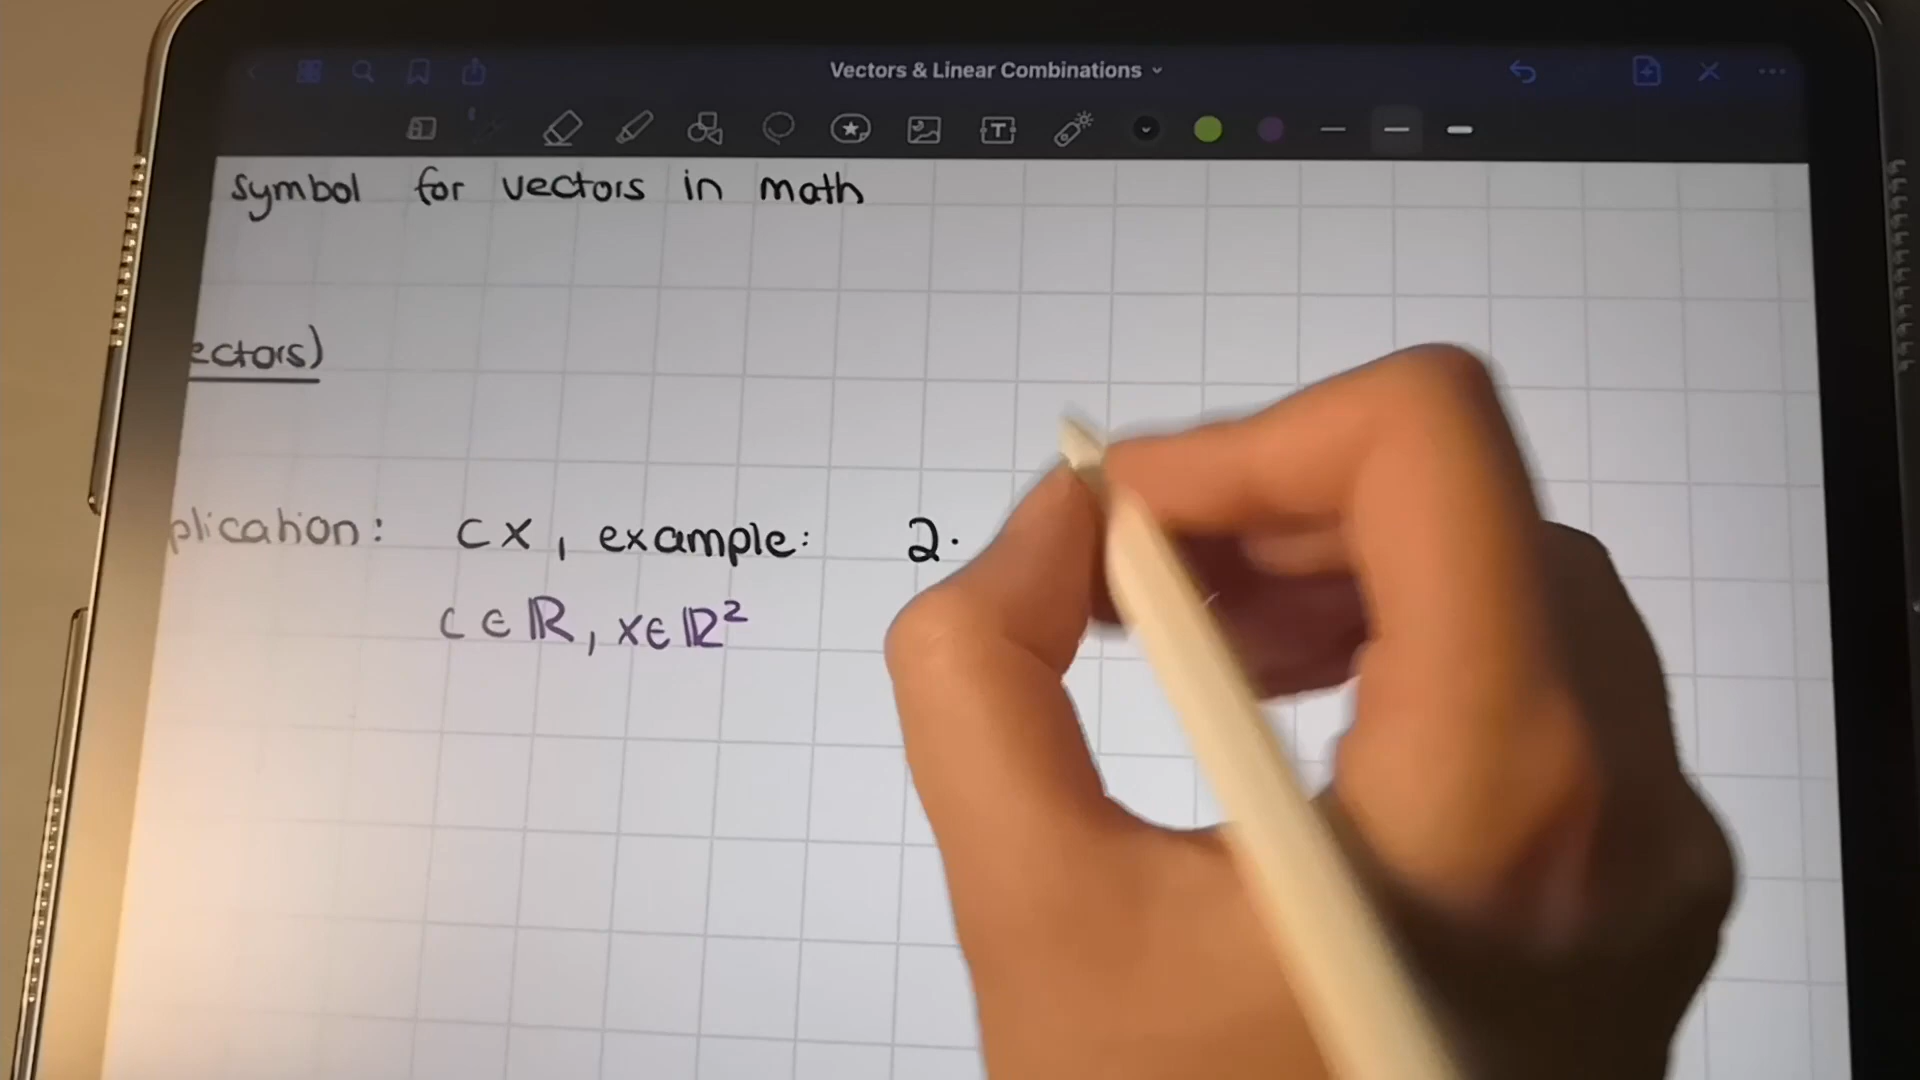 Vectors & Linear Combinations
symbol for vectors in math
ectors)
plication: cx, example: 2·
c∈ℝ, x∈ℝ²